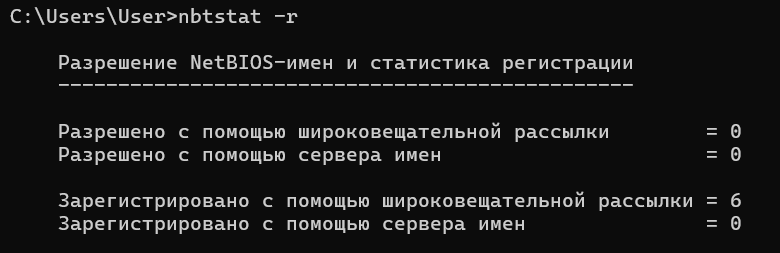 C:\Users\User>nbtstat -r
Разрешение NetBIOS-имен и статистика регистрации
------------------------------------------------
Разрешено с помощью широковещательной рассылки = 0
Разрешено с помощью сервера имен = 0
Зарегистрировано с помощью широковещательной рассылки = 6
Зарегистрировано с помощью сервера имен = 0